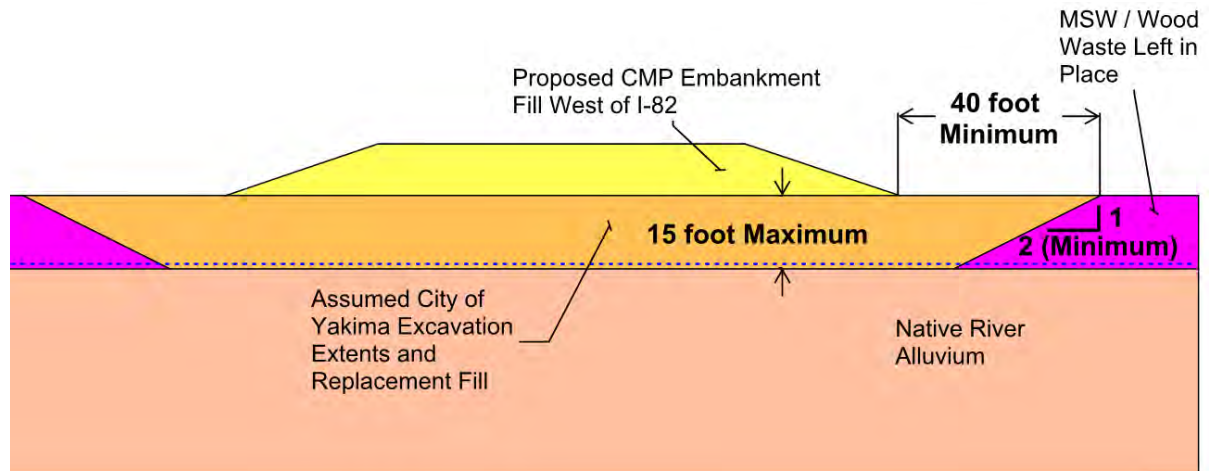 MSW / Wood
Waste Left in
Place
Proposed CMP Embankment
Fill West of I-82
40 foot
Minimum
15 foot Maximum
1
2 (Minimum)
Assumed City of
Yakima Excavation
Extents and
Replacement Fill
Native River
Alluvium